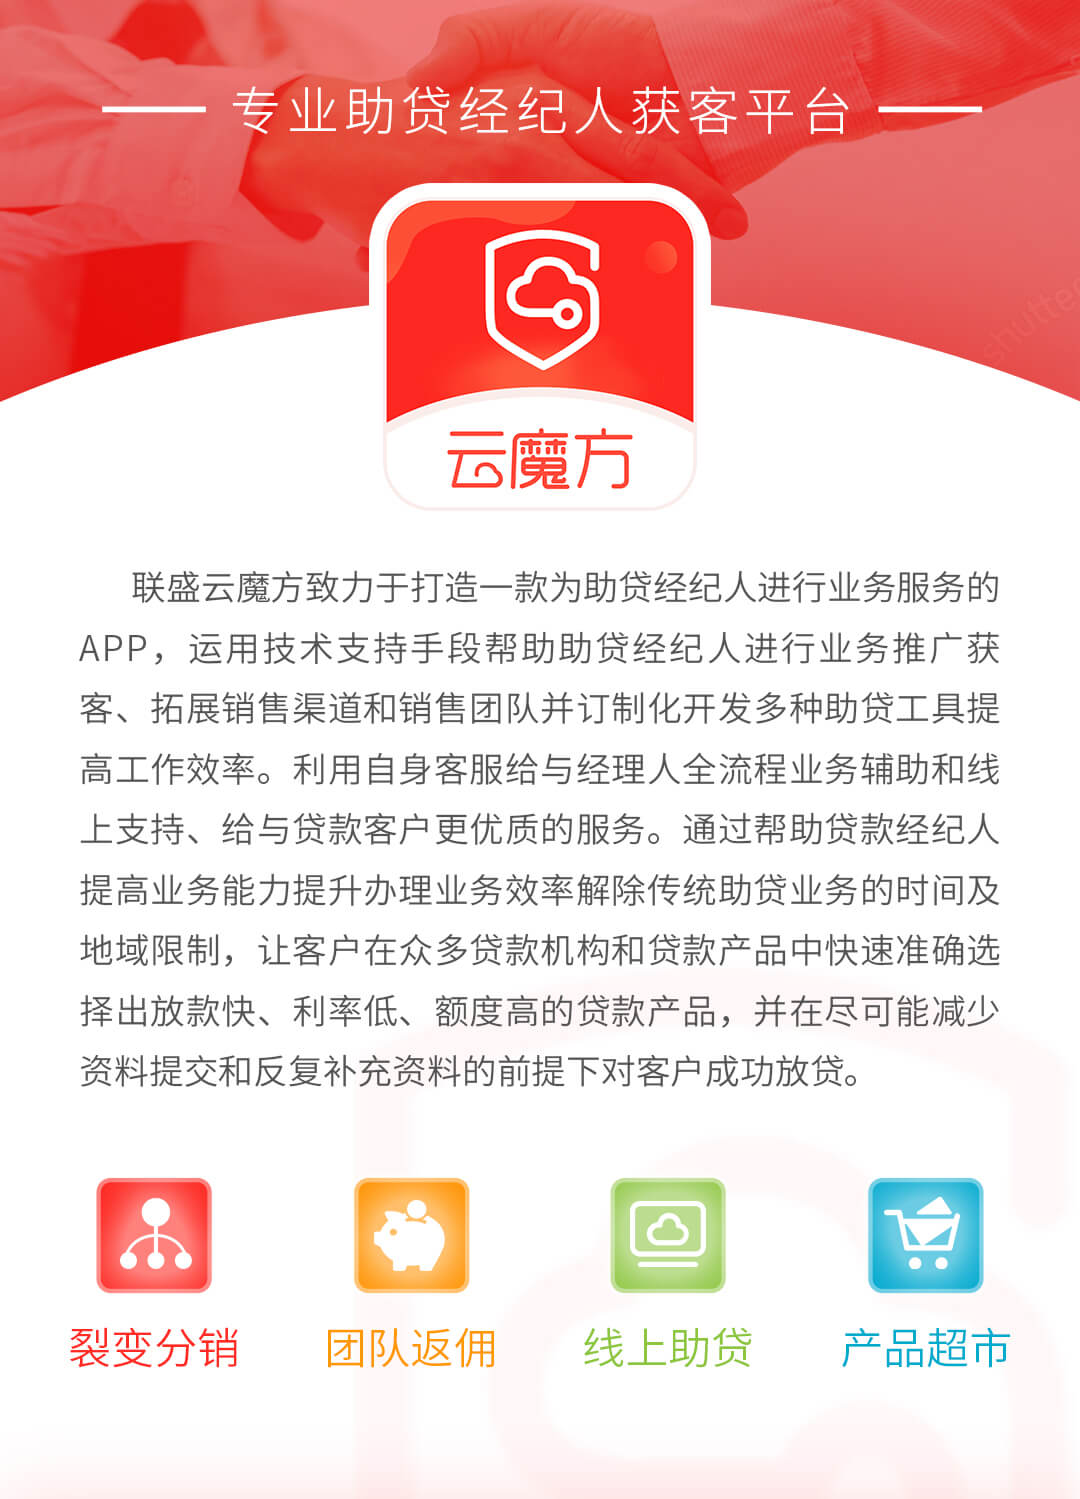 专业助贷经纪人获客平台
shutte
云魔方
联盛云魔方致力于打造一款为助贷经纪人进行业务服务的
APP，运用技术支持手段帮助助贷经纪人进行业务推广获
客、拓展销售渠道和销售团队并订制化开发多种助贷工具提
高工作效率。利用自身客服给与经理人全流程业务辅助和线
上支持、给与贷款客户更优质的服务。通过帮助贷款经纪人
提高业务能力提升办理业务效率解除传统助贷业务的时间及
地域限制，让客户在众多贷款机构和贷款产品中快速准确选
择出放款快、利率低、额度高的贷款产品，并在尽可能减少
资料提交和反复补充资料的前提下对客户成功放贷。
裂变分销 团队返佣 线上助贷 产品超市